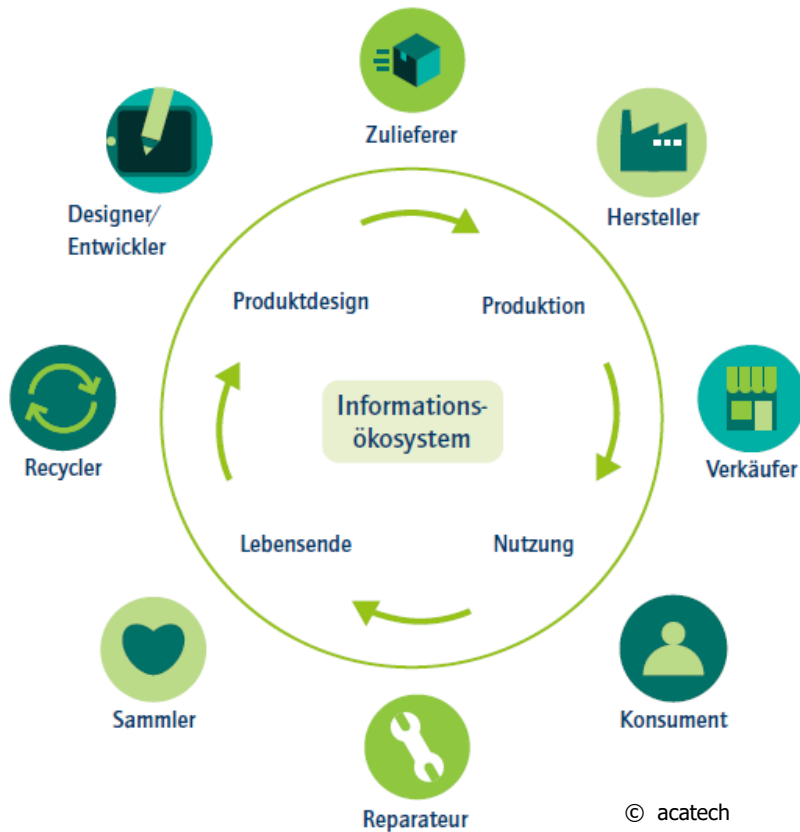 Zulieferer
Designer/
Entwickler
Hersteller
Produktdesign
Produktion
Informations-
ökosystem
Recycler
Verkäufer
Lebensende
Nutzung
Sammler
Konsument
Reparateur
© acatech